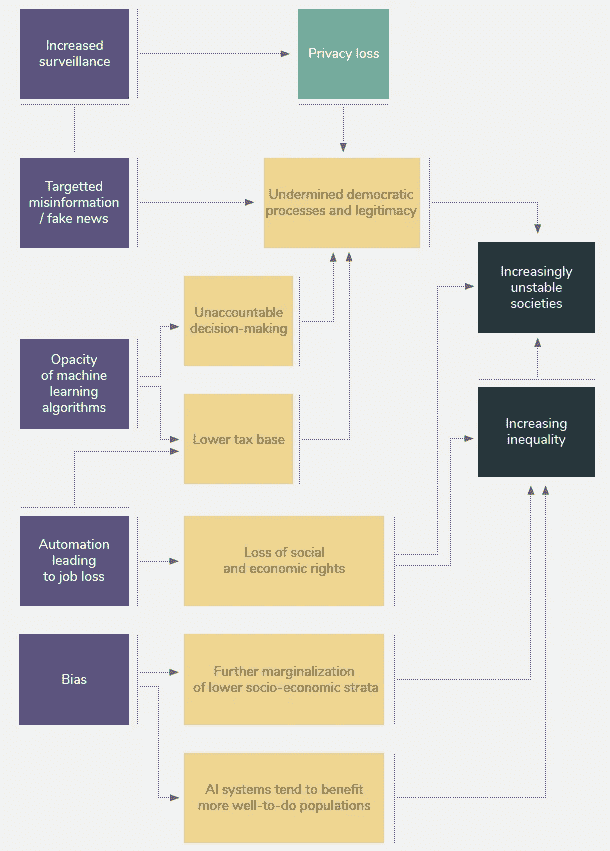 Increased
surveillance
Privacy loss
Targetted
misinformation
/ fake news
Undermined democratic
processes and legitimacy
Increasingly
unstable
societies
Unaccountable
decision-making
Opacity
of machine
learning
algorithms
Lower tax base
Increasing
inequality
Automation
leading
to job loss
Loss of social
and economic rights
Bias
Further marginalization
of lower socio-economic strata
AI systems tend to benefit
more well-to-do populations